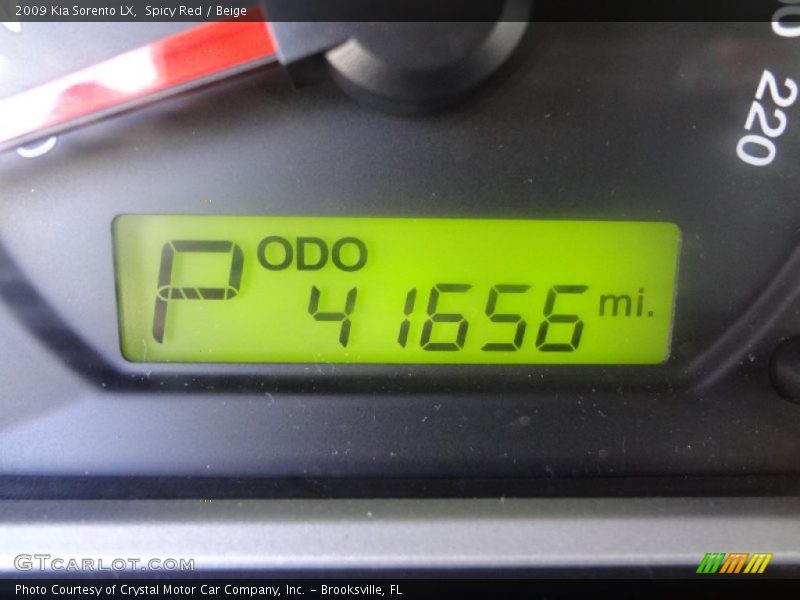 2009 Kia Sorento LX, Spicy Red / Beige
220
P ODO
41656 mi.
GTCARLOT.COM
Photo Courtesy of Crystal Motor Car Company, Inc. – Brooksville, FL